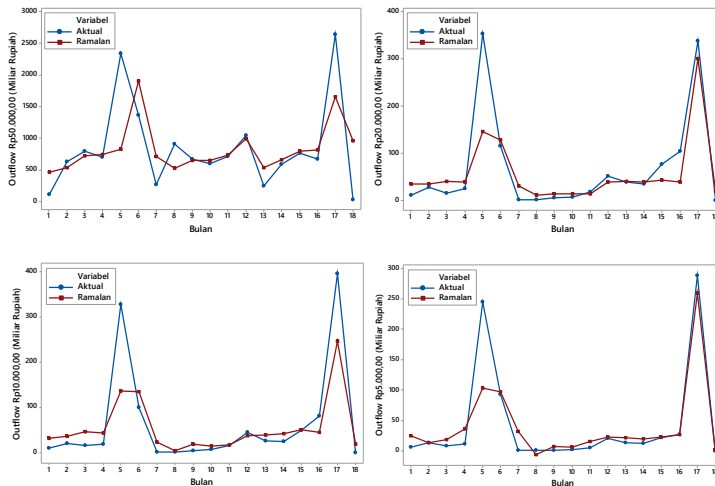 Outflow Rp50.000,00 (Miliar Rupiah)
3000
2500
2000
1500
1000
500
0
Variabel
Aktual
Ramalan
1 2 3 4 5 6 7 8 9 10 11 12 13 14 15 16 17 18
Bulan
Outflow Rp20.000,00 (Miliar Rupiah)
400
300
200
100
0
Variabel
Aktual
Ramalan
1 2 3 4 5 6 7 8 9 10 11 12 13 14 15 16 17
Bulan
Outflow Rp10.000,00 (Miliar Rupiah)
400
300
200
100
0
Variabel
Aktual
Ramalan
1 2 3 4 5 6 7 8 9 10 11 12 13 14 15 16 17 18
Bulan
Outflow Rp5.000,00 (Miliar Rupiah)
300
250
200
150
100
50
0
Variabel
Aktual
Ramalan
1 2 3 4 5 6 7 8 9 10 11 12 13 14 15 16 17 18
Bulan